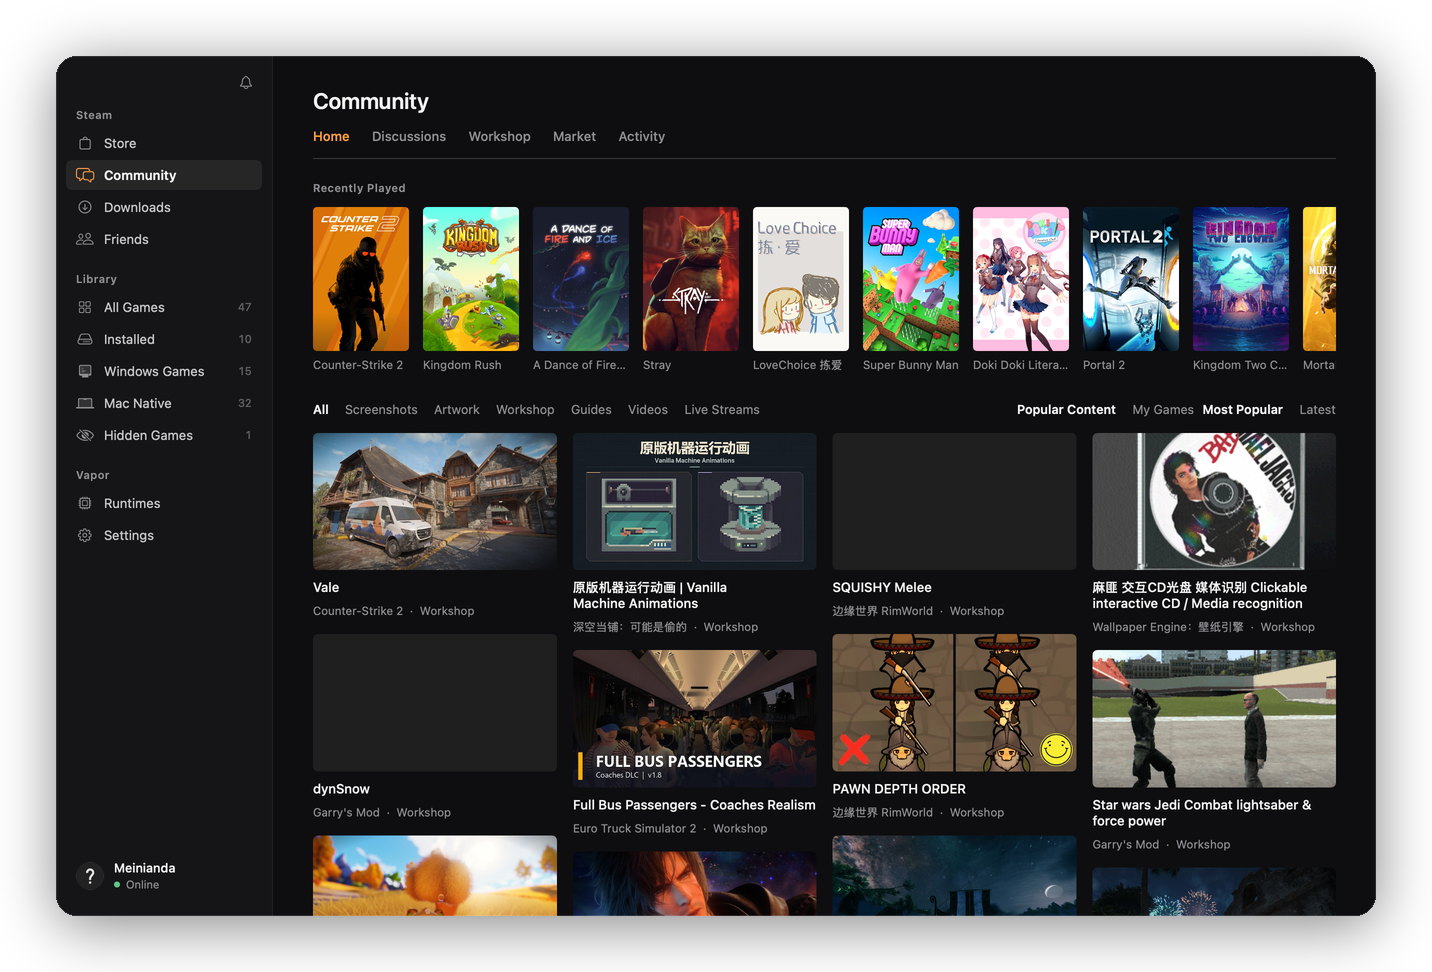 Steam
Store
Community
Downloads
Friends
Library
All Games 47
Installed 10
Windows Games 15
Mac Native 32
Hidden Games 1
Vapor
Runtimes
Settings
?
Meinianda
Online
Community
Home Discussions Workshop Market Activity
Recently Played
COUNTER STRIKE 2
KINGDOM RUSH
A DANCE OF FIRE AND ICE
STRAY
Love Choice
拣·爱
SUPER BUNNY MAN
PORTAL 2
KINGDOM
TWO CROWNS
MORTA
Counter-Strike 2
Kingdom Rush
A Dance of Fire...
Stray
LoveChoice 拣爱
Super Bunny Man
Doki Doki Litera...
Portal 2
Kingdom Two C...
Morta
All Screenshots Artwork Workshop Guides Videos Live Streams
Popular Content My Games Most Popular Latest
Vale
Counter-Strike 2 · Workshop
原版机器运行动画
Vanilla Machine Animations
原版机器运行动画 | Vanilla
Machine Animations
深空当铺：可能是偷的 · Workshop
SQUISHY Melee
边缘世界 RimWorld · Workshop
BAD
麻匪 交互CD光盘 媒体识别 Clickable
interactive CD / Media recognition
Wallpaper Engine：壁纸引擎 · Workshop
dynSnow
Garry's Mod · Workshop
FULL BUS PASSENGERS
Coaches DLC | v1.8
Full Bus Passengers - Coaches Realism
Euro Truck Simulator 2 · Workshop
PAWN DEPTH ORDER
边缘世界 RimWorld · Workshop
Star wars Jedi Combat lightsaber &
force power
Garry's Mod · Workshop